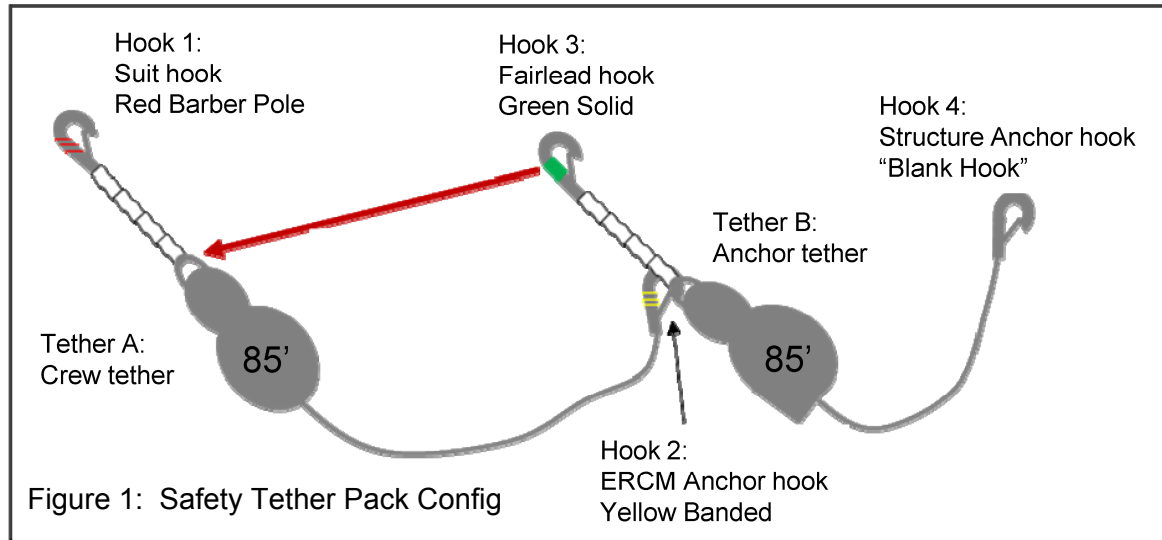 Hook 1:
Suit hook
Red Barber Pole
Hook 3:
Fairlead hook
Green Solid
Hook 4:
Structure Anchor hook
“Blank Hook”
Tether B:
Anchor tether
Tether A:
Crew tether
85’
85’
Hook 2:
ERCM Anchor hook
Yellow Banded
Figure 1:  Safety Tether Pack Config